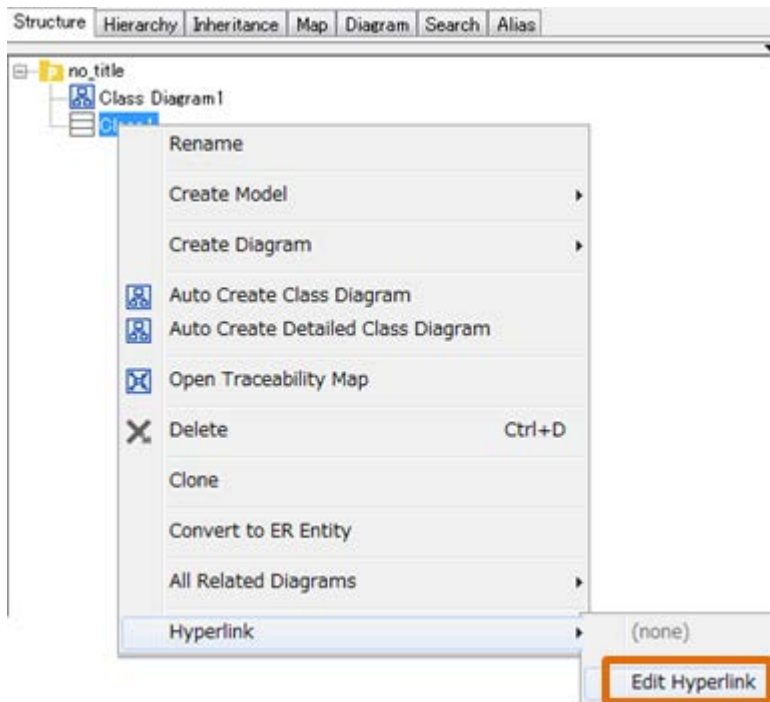 Structure Hierarchy Inheritance Map Diagram Search Alias
no_title
Class Diagram1
Rename
Create Model
Create Diagram
Auto Create Class Diagram
Auto Create Detailed Class Diagram
Open Traceability Map
Delete Ctrl+D
Clone
Convert to ER Entity
All Related Diagrams
Hyperlink
(none)
Edit Hyperlink